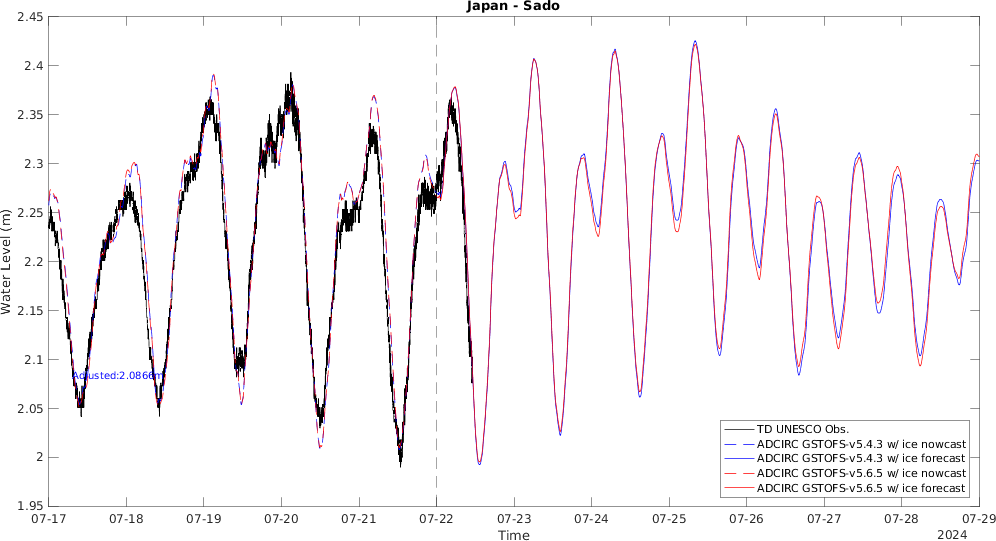 Japan - Sado
2.45
2.4
2.35
2.3
2.25
2.2
2.15
2.1
2.05
2
1.95
Water Level (m)
Adjusted:2.0866m
TD UNESCO Obs.
ADCIRC GSTOFS-v5.4.3 w/ ice nowcast
ADCIRC GSTOFS-v5.4.3 w/ ice forecast
ADCIRC GSTOFS-v5.6.5 w/ ice nowcast
ADCIRC GSTOFS-v5.6.5 w/ ice forecast
07-17 07-18 07-19 07-20 07-21 07-22 07-23 07-24 07-25 07-26 07-27 07-28 07-29
Time
2024